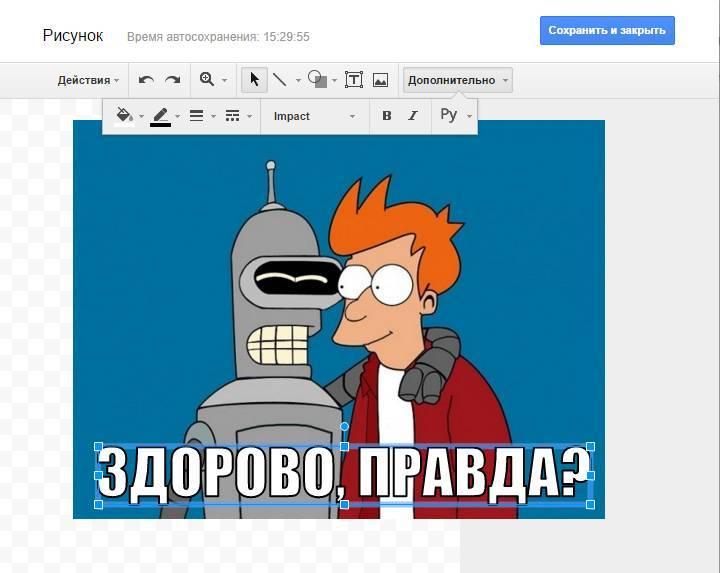 Рисунок Время автосохранения: 15:29:55 Сохранить и закрыть
Действия Дополнительно
Impact B I Ру
ЗДОРОВО, ПРАВДА?